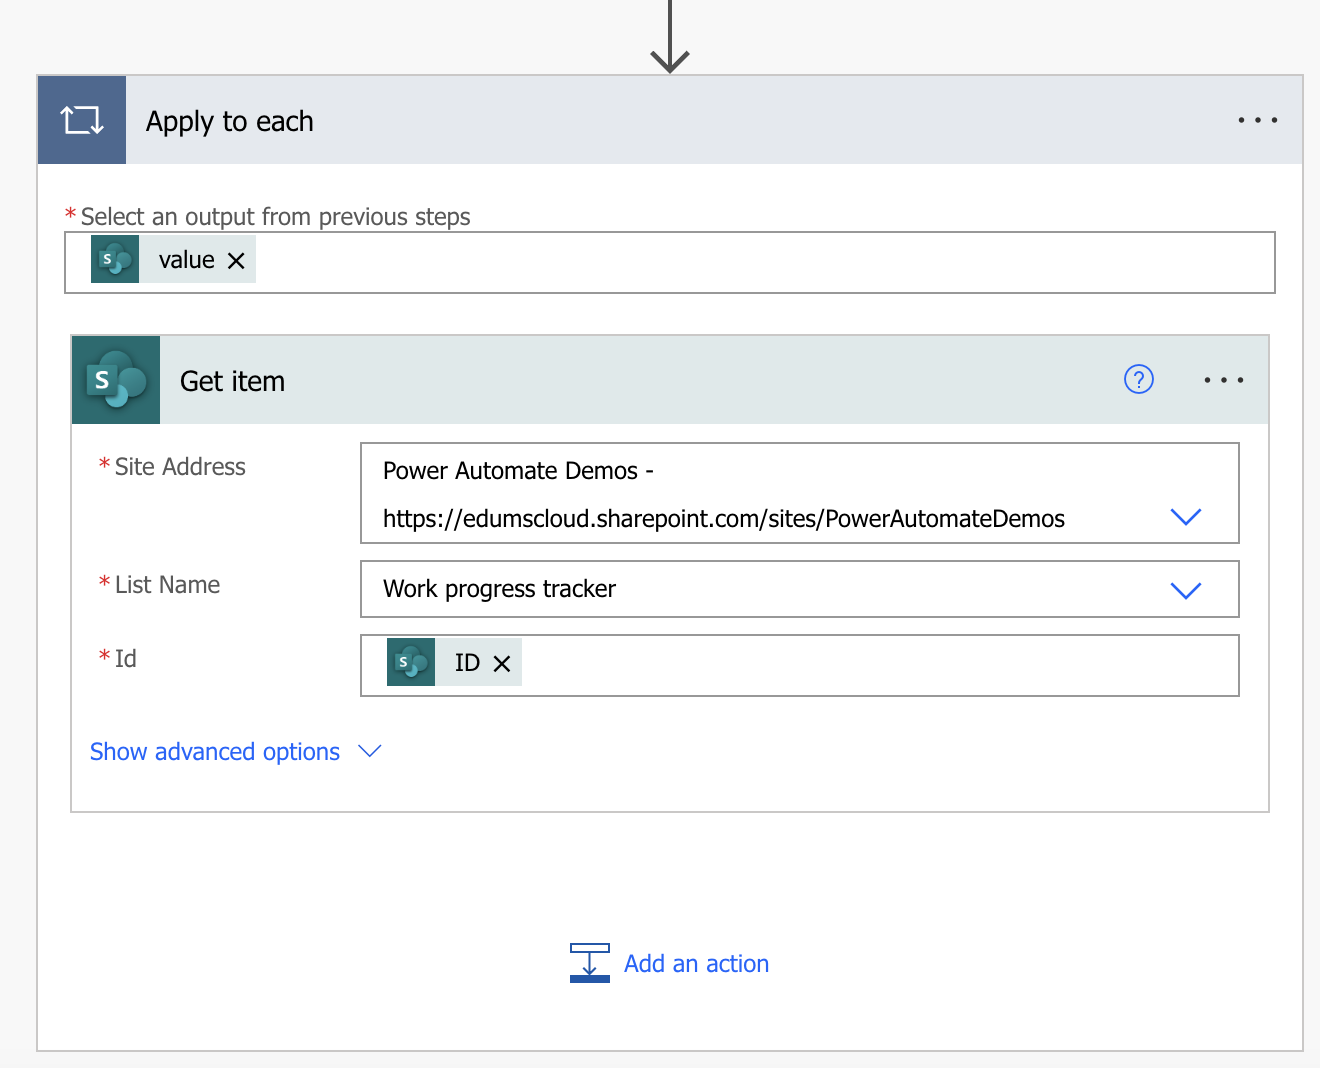 Apply to each
* Select an output from previous steps
S value
S Get item
* Site Address
Power Automate Demos -
https://edumscloud.sharepoint.com/sites/PowerAutomateDemos
* List Name
Work progress tracker
* Id
S ID
Show advanced options
Add an action